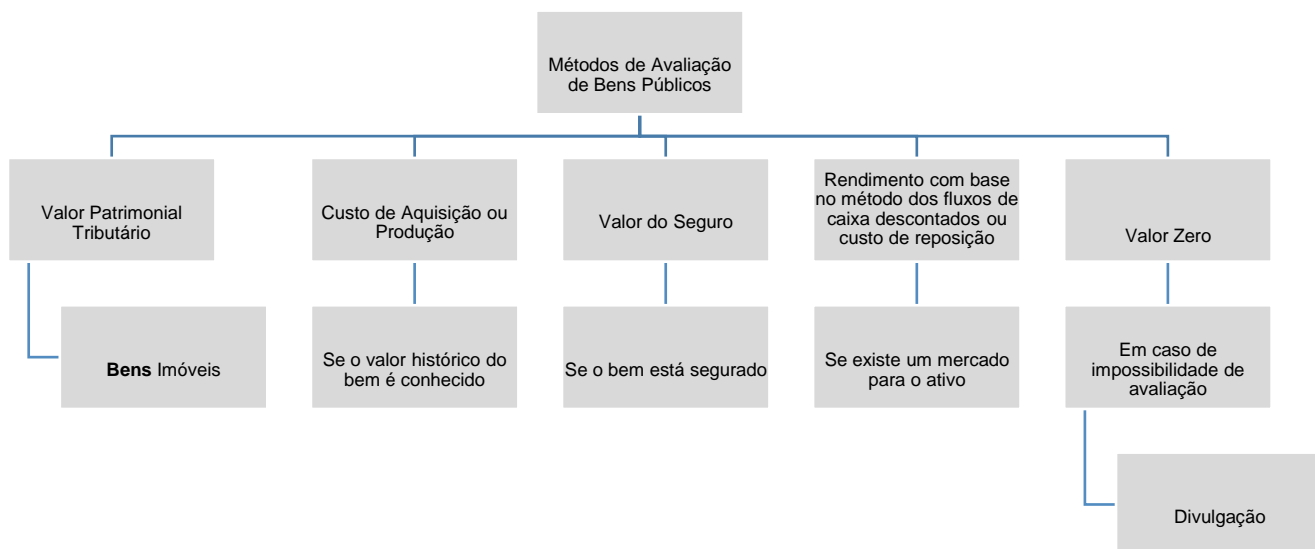 Métodos de Avaliação
de Bens Públicos
Valor Patrimonial
Tributário
Custo de Aquisição ou
Produção
Valor do Seguro
Rendimento com base
no método dos fluxos de
caixa descontados ou
custo de reposição
Valor Zero
Bens Imóveis
Se o valor histórico do
bem é conhecido
Se o bem está segurado
Se existe um mercado
para o ativo
Em caso de
impossibilidade de
avaliação
Divulgação